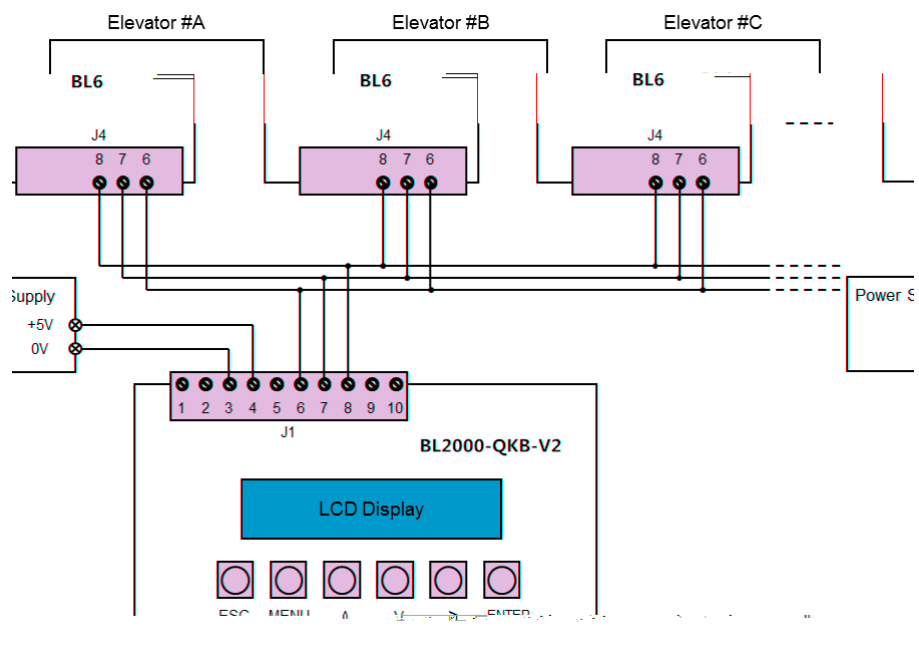 Elevator #A Elevator #B Elevator #C
BL6 BL6 BL6
J4 J4 J4
8 7 6 8 7 6 8 7 6
Supply Power S
+5V
0V
1 2 3 4 5 6 7 8 9 10
J1
BL2000-QKB-V2
LCD Display
ESC MENU Λ V > ENTER